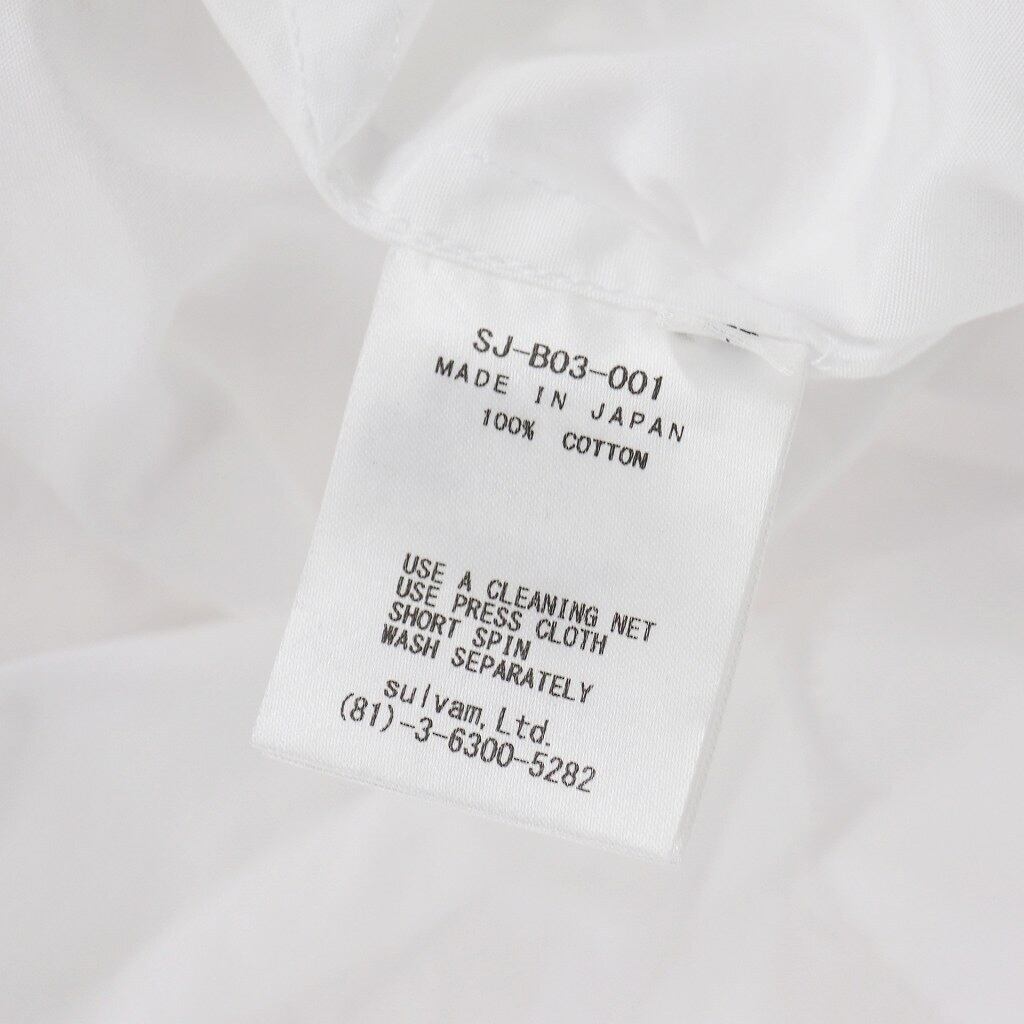 SJ-B03-001
MADE IN JAPAN
100% COTTON
USE A CLEANING NET
USE PRESS CLOTH
SHORT SPIN
WASH SEPARATELY
sulvam, Ltd.
(81)-3-6300-5282